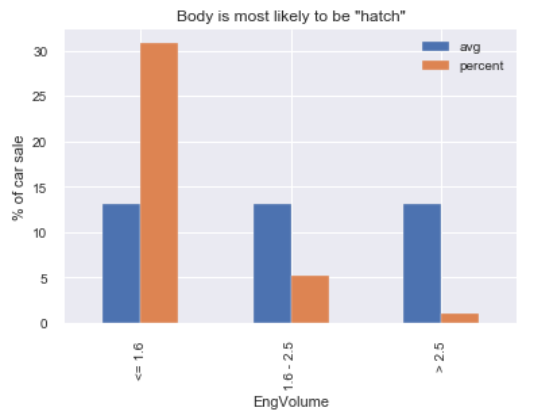 Body is most likely to be "hatch"
avg
percent
30
25
20
15
10
5
0
% of car sale
<= 1.6
1.6 - 2.5
> 2.5
EngVolume